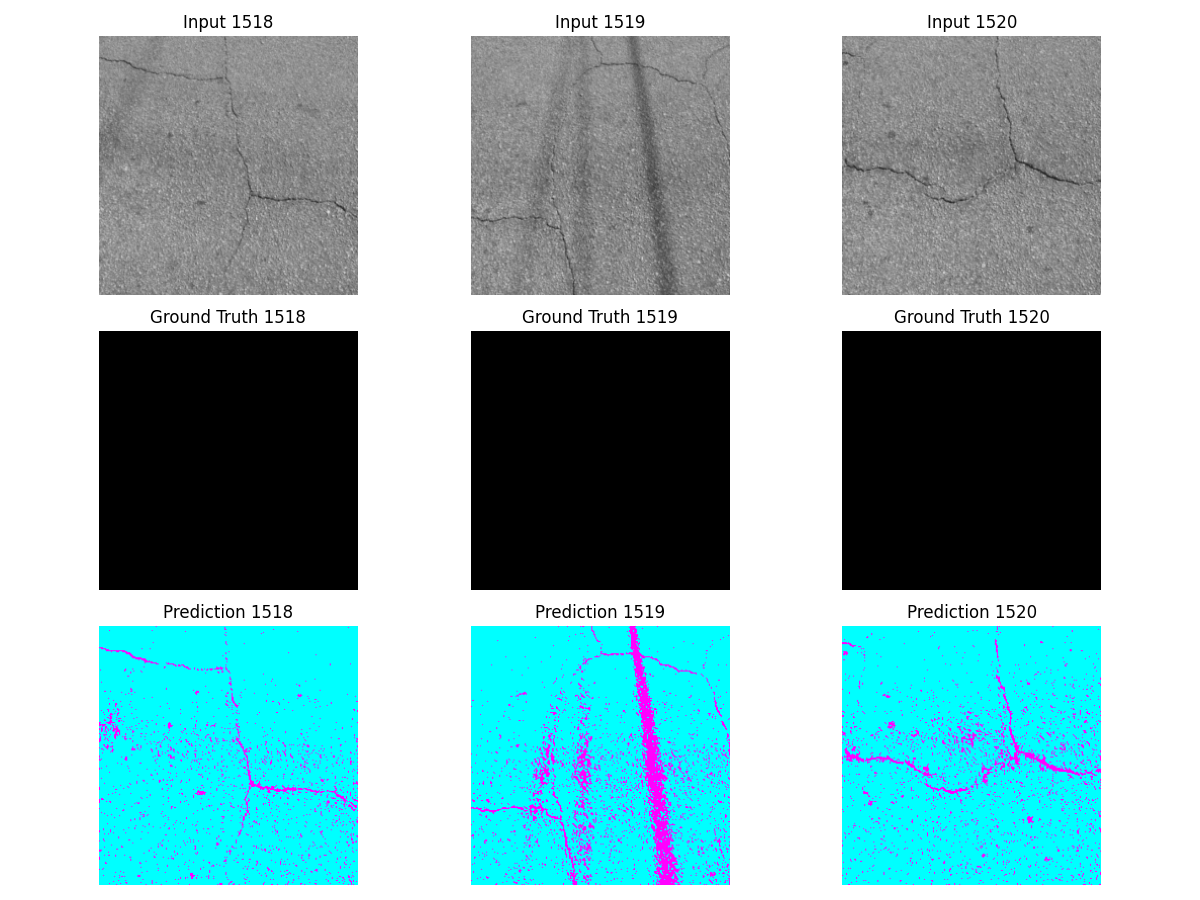 Input 1518
Input 1519
Input 1520
Ground Truth 1518
Ground Truth 1519
Ground Truth 1520
Prediction 1518
Prediction 1519
Prediction 1520